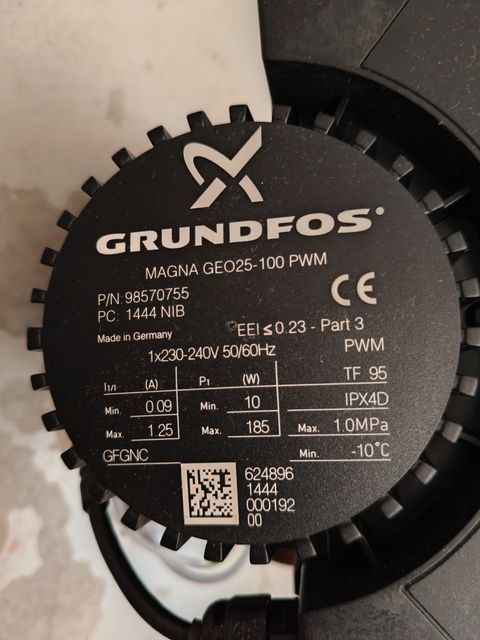 GRUNDFOS
MAGNA GEO25-100 PWM
P/N: 98570755
PC: 1444 NIB
CE
Made in Germany
EEI ≤ 0.23 - Part 3
1x230-240V 50/60Hz PWM
I1/1 (A) P1 (W) TF 95
Min. 0.09 Min. 10 IPX4D
Max. 1.25 Max. 185 Max. 1.0MPa
GFGNC Min. -10°C
624896
1444
000192
00